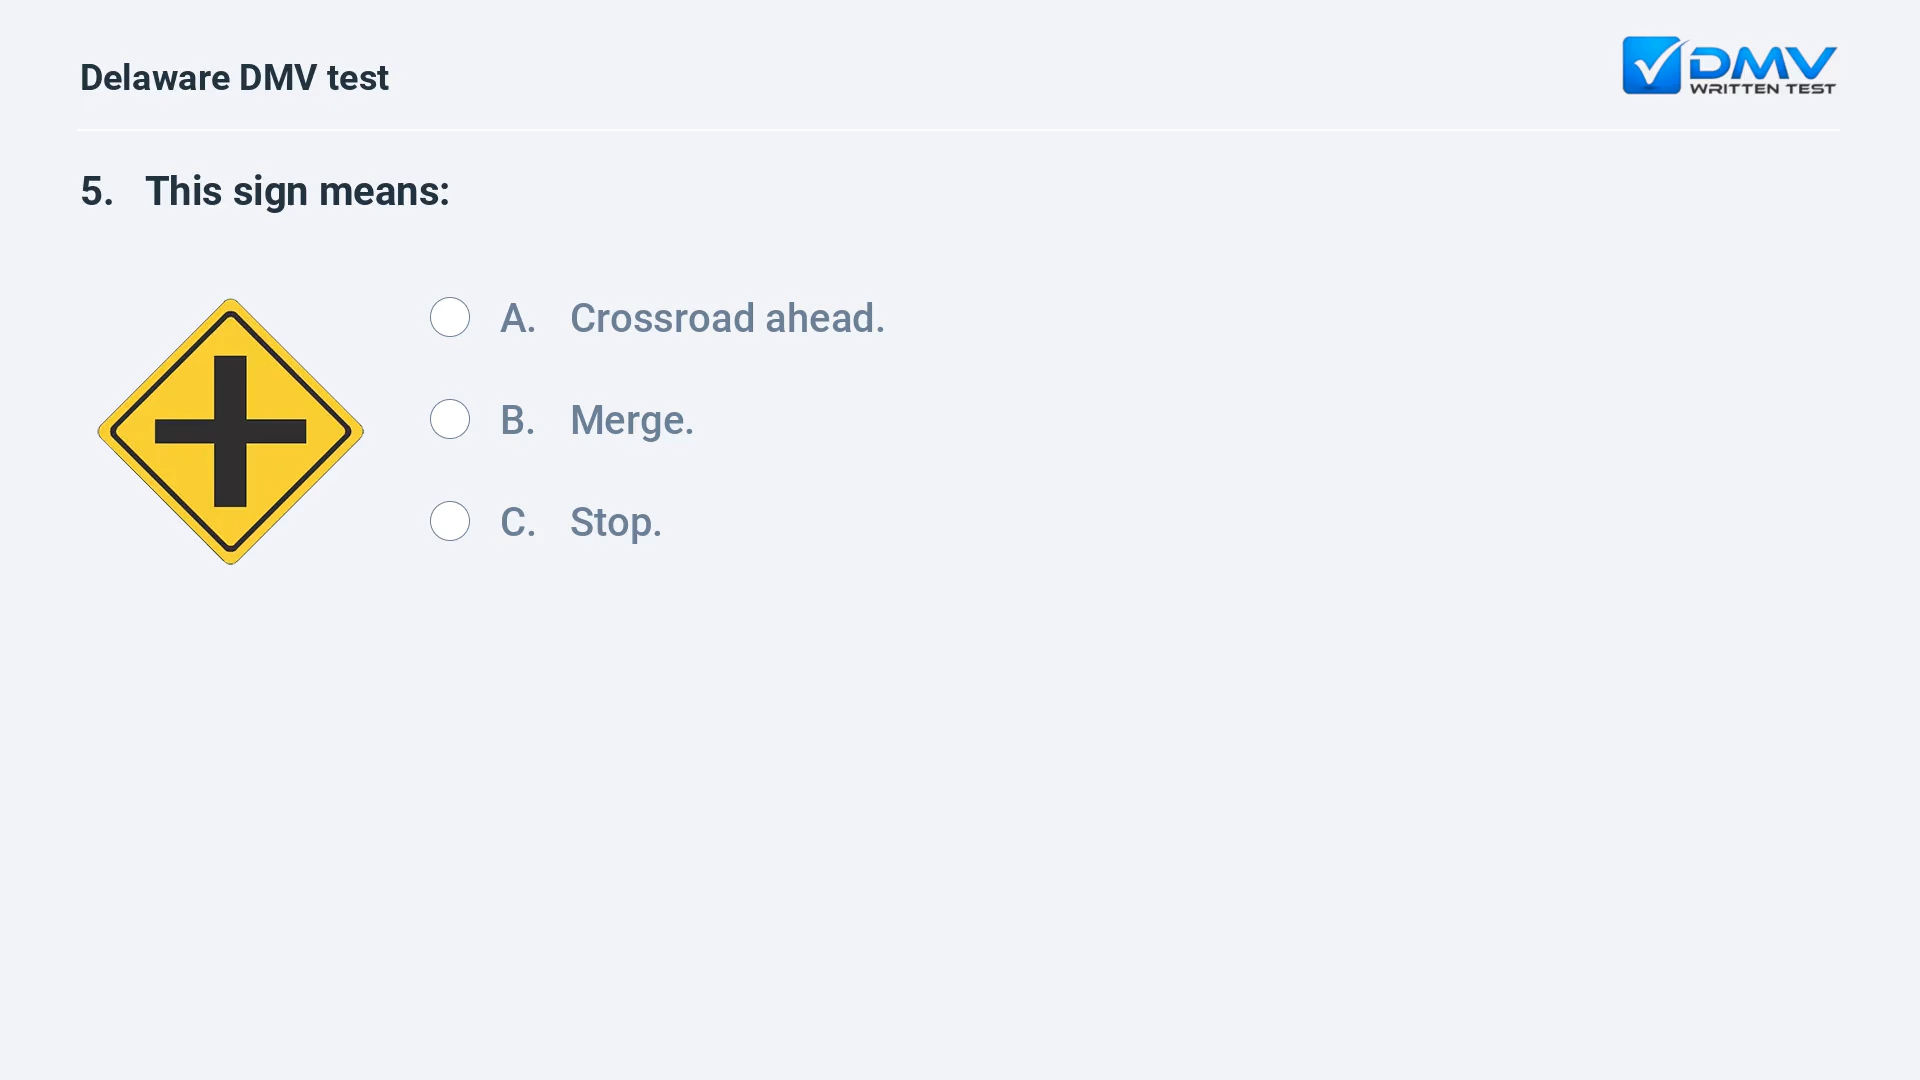 Delaware DMV test
DMV
WRITTEN TEST
5. This sign means:
A. Crossroad ahead.
B. Merge.
C. Stop.